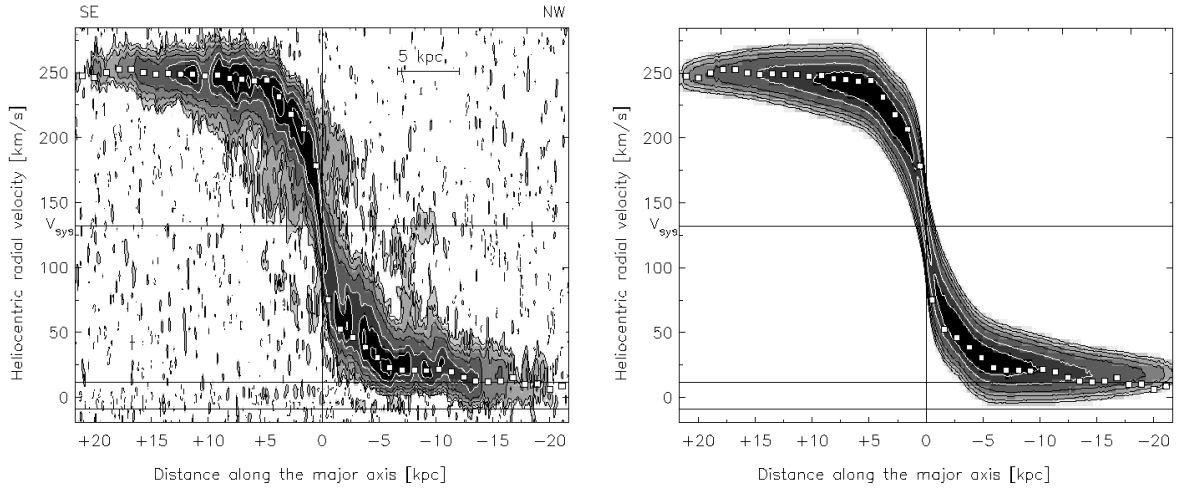 SE NW
5 kpc
250
200
150
V sys
100
50
0
Heliocentric radial velocity [km/s]
+20 +15 +10 +5 0 -5 -10 -15 -20
Distance along the major axis [kpc]
250
200
150
V sys
100
50
0
Heliocentric radial velocity [km/s]
+20 +15 +10 +5 0 -5 -10 -15 -20
Distance along the major axis [kpc]